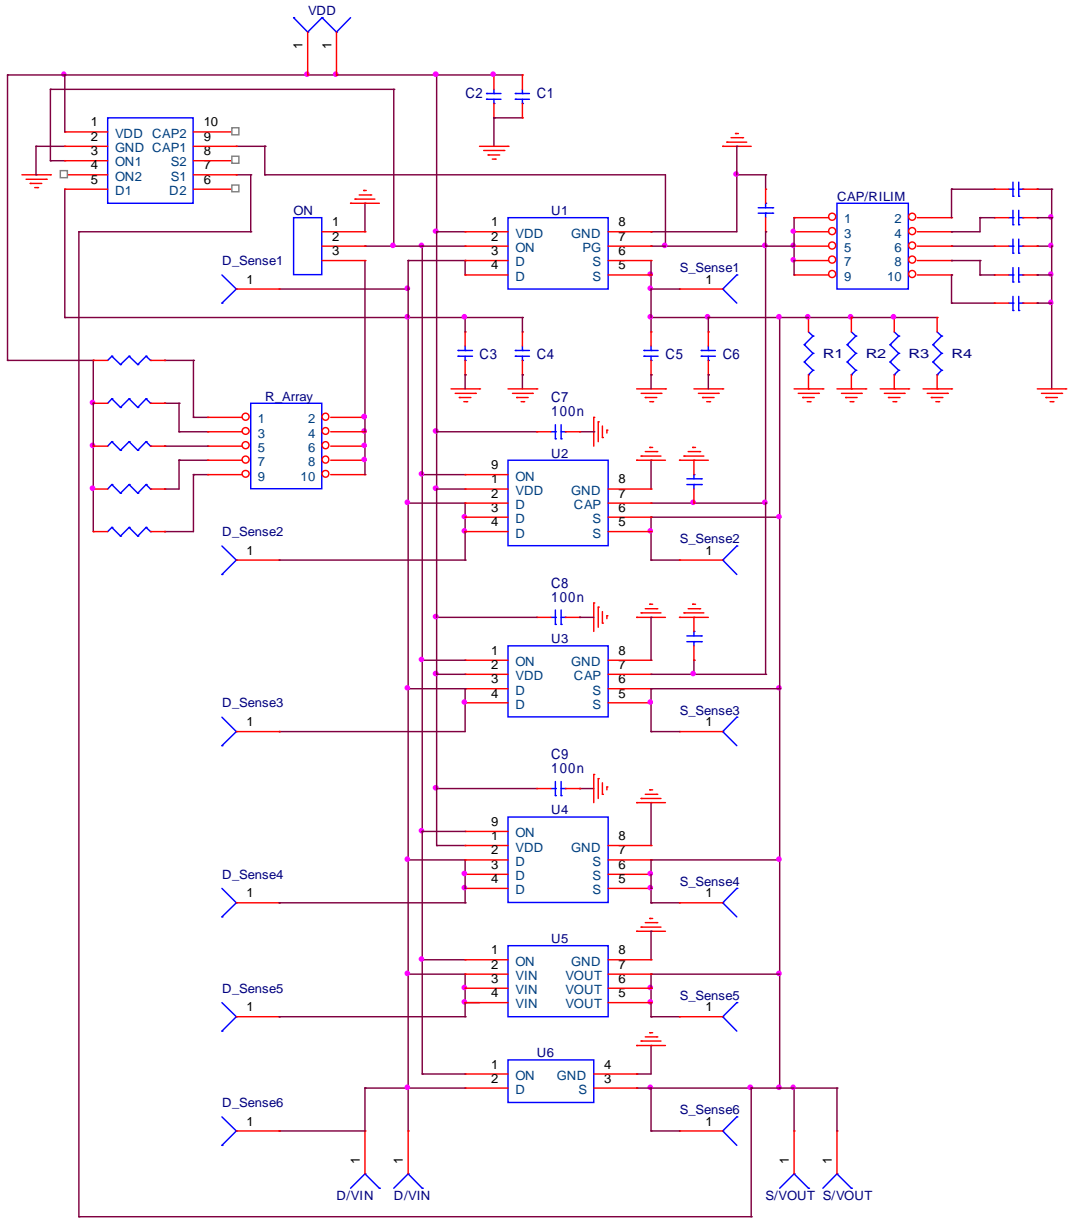 VDD
1 1
C2 C1
1 VDD CAP2 10
2 GND CAP1 9
3 ON1 S2 8
4 ON2 S1 7
5 D1 D2 6
ON
1
2
3
U1
1 VDD GND 8
2 ON PG 7
3 D S 6
4 D S 5
CAP/RILIM
1 2
3 4
5 6
7 8
9 10
D_Sense1
1
S_Sense1
1
C3 C4 C5 C6 R1 R2 R3 R4
R_Array
1 2
3 4
5 6
7 8
9 10
C7
100n
U2
9 ON
1 VDD GND 8
2 D CAP 7
3 D S 6
4 D S 5
D_Sense2
1
S_Sense2
1
C8
100n
U3
1 ON GND 8
2 VDD CAP 7
3 D S 6
4 D S 5
D_Sense3
1
S_Sense3
1
C9
100n
U4
9 ON
1 VDD GND 8
2 D S 7
3 D S 6
4 D S 5
D_Sense4
1
S_Sense4
1
U5
1 ON GND 8
2 VIN VOUT 7
3 VIN VOUT 6
4 VIN VOUT 5
D_Sense5
1
S_Sense5
1
U6
1 ON GND 4
2 D S 3
D_Sense6
1
S_Sense6
1
1 1 1 1
D/VIN D/VIN S/VOUT S/VOUT